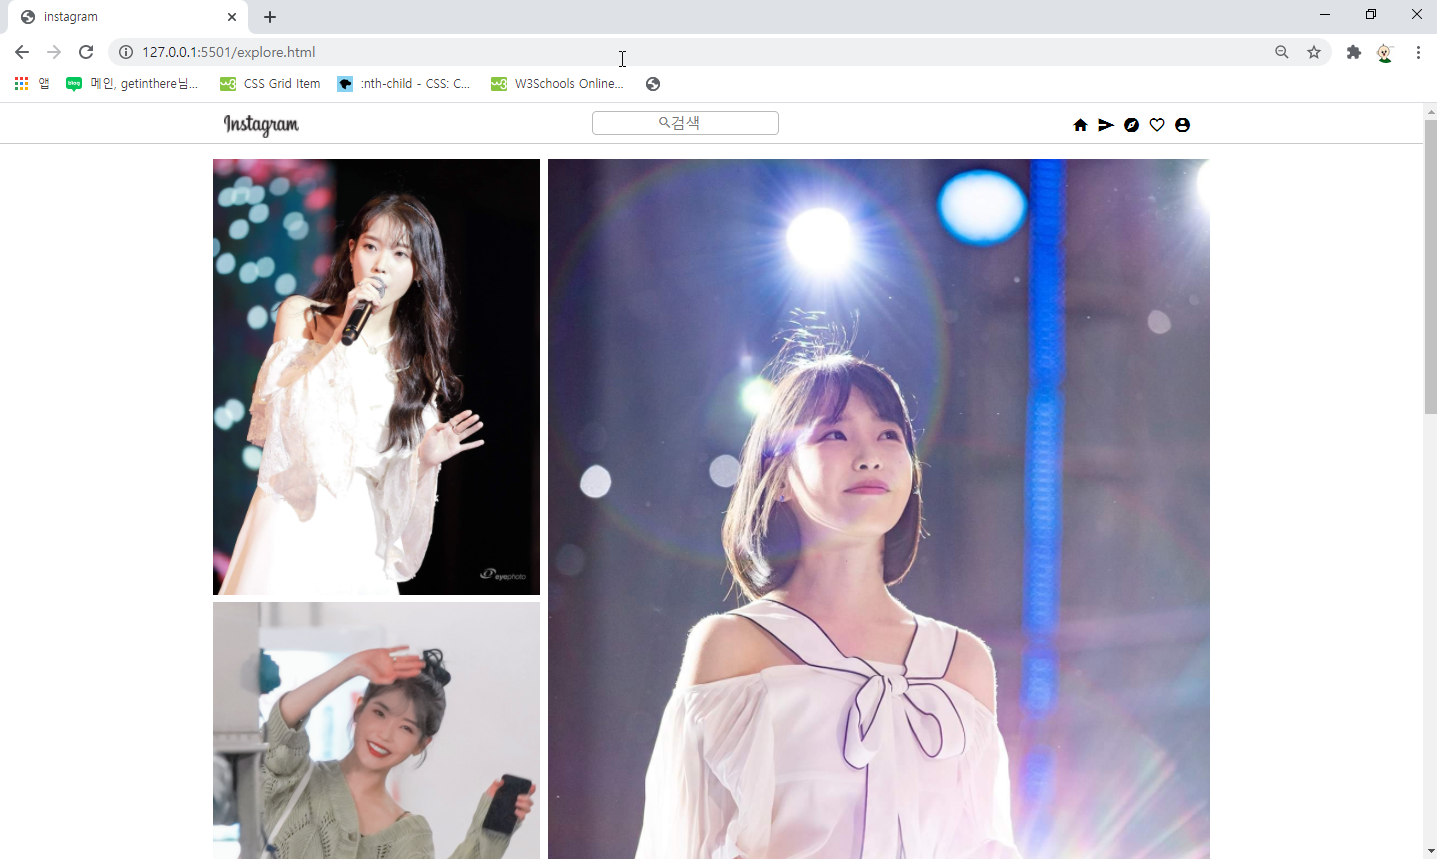 instagram
127.0.0.1:5501/explore.html
앱 메인, getinthere님... CSS Grid Item :nth-child - CSS: C... W3Schools Online...
Instagram 검색
eyephoto